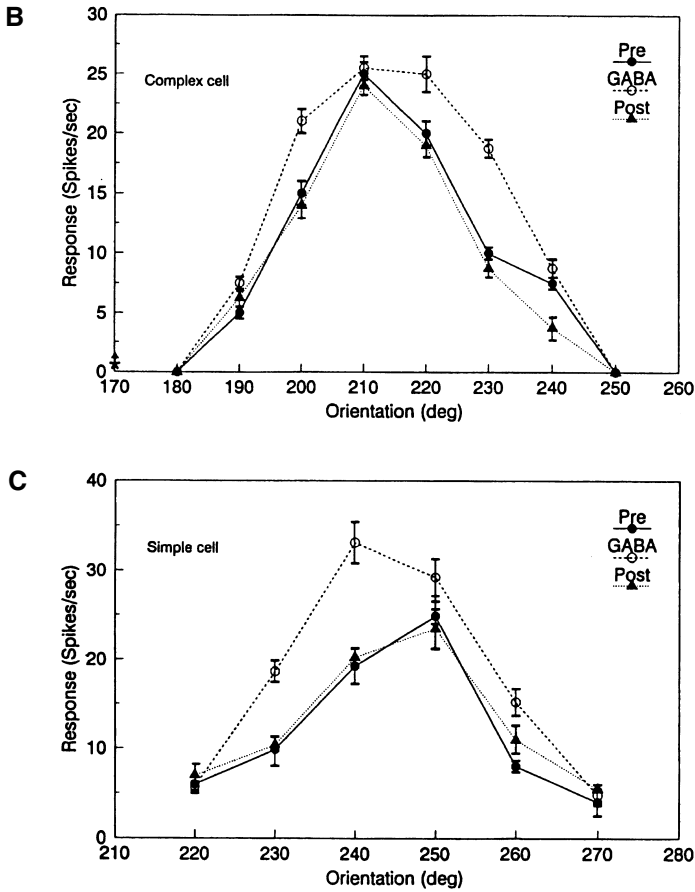 B
30
25
20
15
10
5
0
Response (Spikes/sec)
Complex cell
Pre
GABA
Post
170 180 190 200 210 220 230 240 250 260
Orientation (deg)
C
40
30
20
10
0
Response (Spikes/sec)
Simple cell
Pre
GABA
Post
210 220 230 240 250 260 270 280
Orientation (deg)